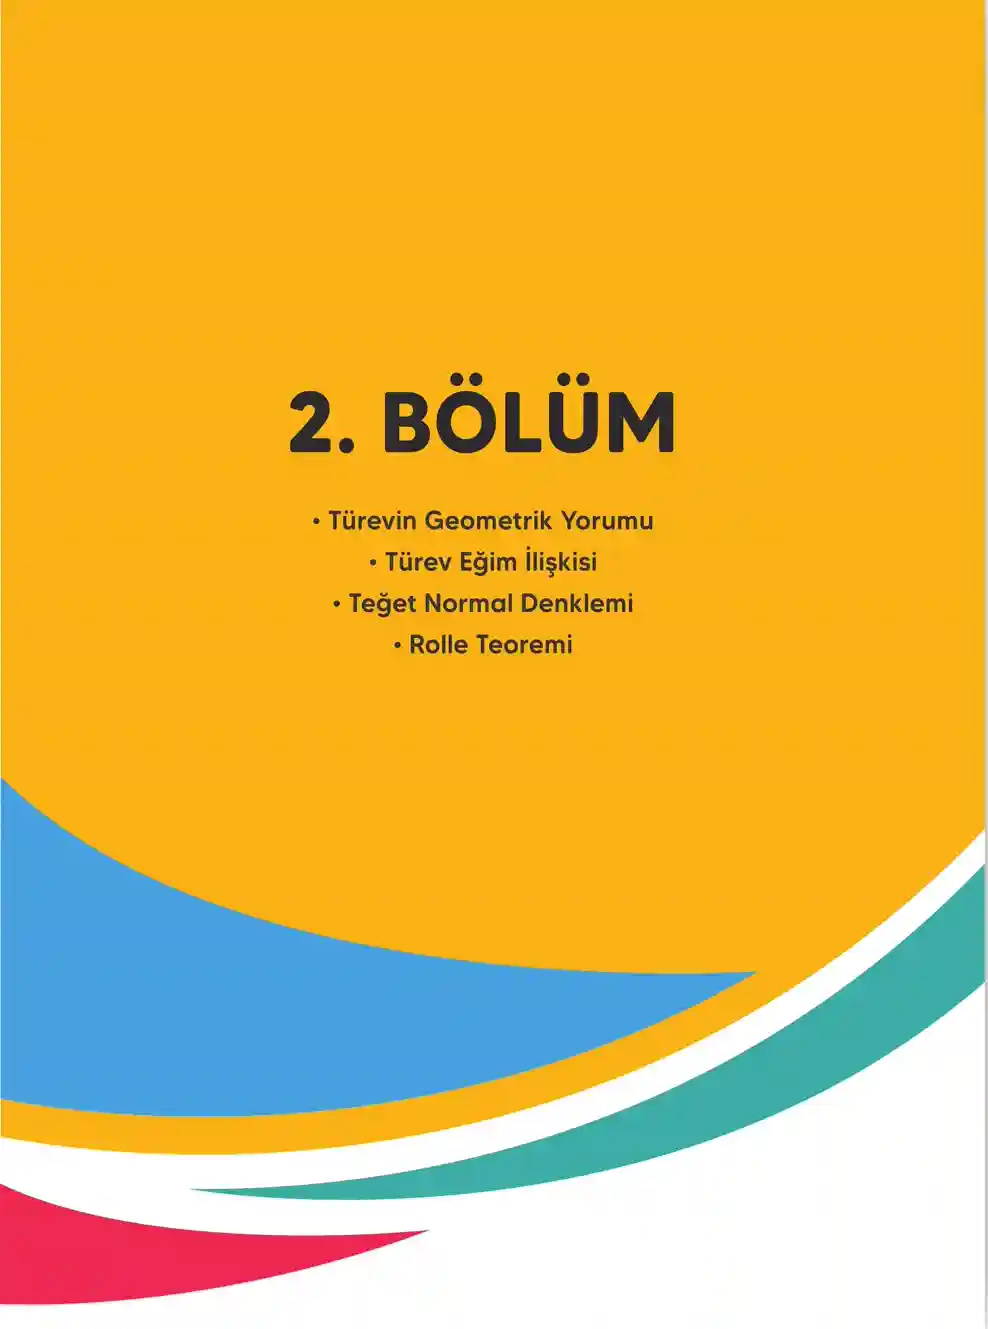 2. BÖLÜM
• Türevin Geometrik Yorumu
• Türev Eğim İlişkisi
• Teğet Normal Denklemi
• Rolle Teoremi